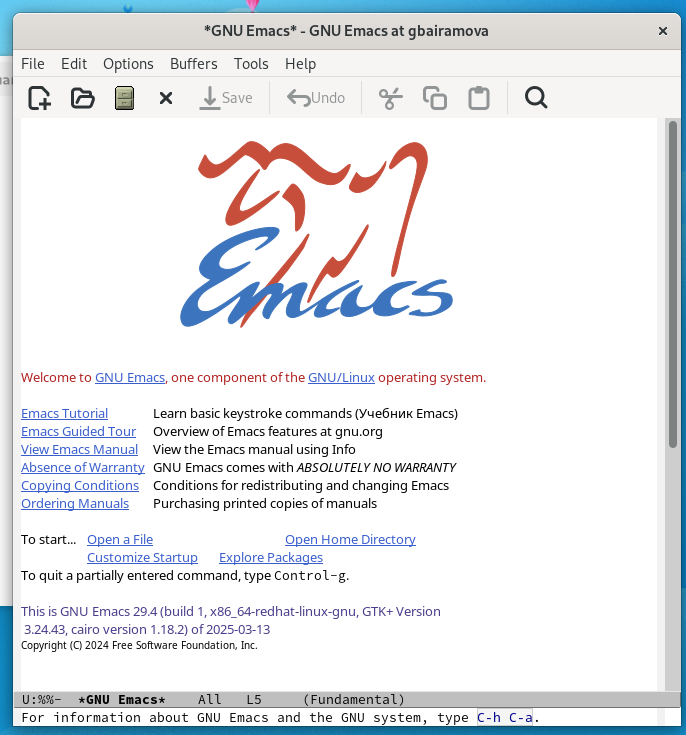 *GNU Emacs* - GNU Emacs at gbairamova
File Edit Options Buffers Tools Help
Save Undo
Emacs
Welcome to GNU Emacs, one component of the GNU/Linux operating system.
Emacs Tutorial Learn basic keystroke commands (Учебник Emacs)
Emacs Guided Tour Overview of Emacs features at gnu.org
View Emacs Manual View the Emacs manual using Info
Absence of Warranty GNU Emacs comes with ABSOLUTELY NO WARRANTY
Copying Conditions Conditions for redistributing and changing Emacs
Ordering Manuals Purchasing printed copies of manuals
To start... Open a File Open Home Directory
Customize Startup Explore Packages
To quit a partially entered command, type Control-g.
This is GNU Emacs 29.4 (build 1, x86_64-redhat-linux-gnu, GTK+ Version
3.24.43, cairo version 1.18.2) of 2025-03-13
Copyright (C) 2024 Free Software Foundation, Inc.
U:%%- *GNU Emacs* All L5 (Fundamental)
For information about GNU Emacs and the GNU system, type C-h C-a.